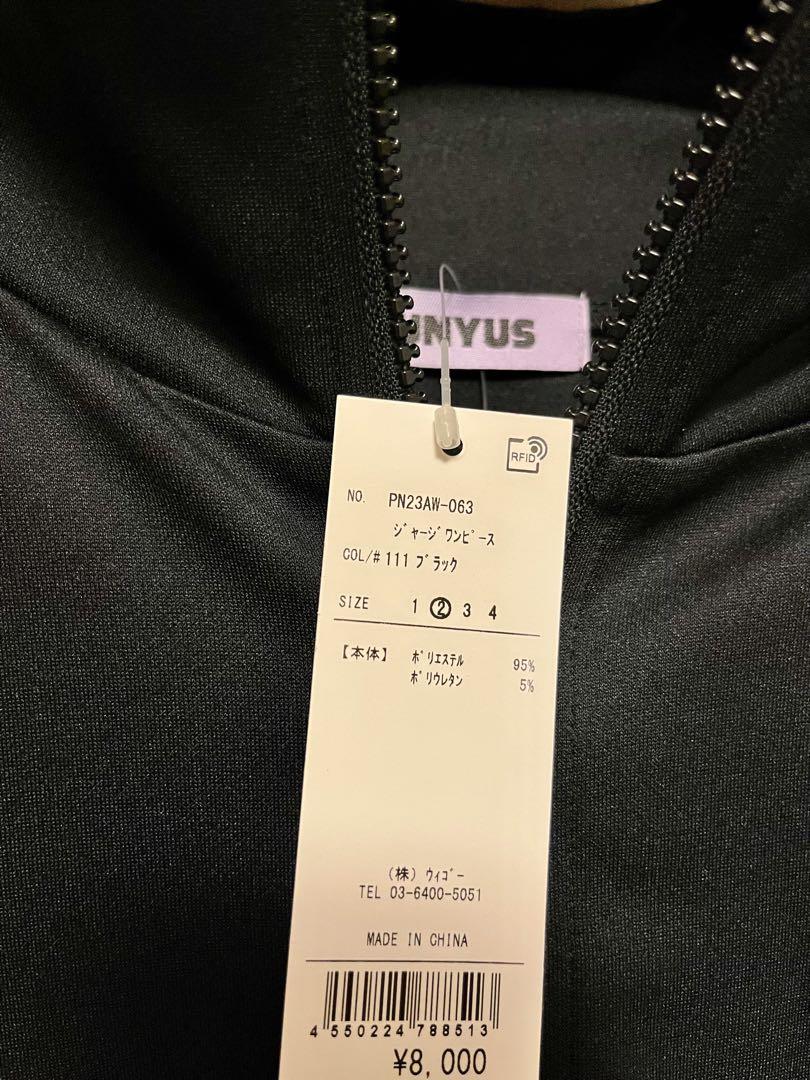 NYUS
RFID
NO. PN23AW-063
ｼﾞｬｰｼﾞﾜﾝﾋﾟｰｽ
COL/# 111 ﾌﾞﾗｯｸ
SIZE 1 ② 3 4
【本体】 ﾎﾟﾘｴｽﾃﾙ 95%
ﾎﾟﾘｳﾚﾀﾝ 5%
(株) ｳｨｺﾞｰ
TEL 03-6400-5051
MADE IN CHINA
4 550224 788513
¥8,000